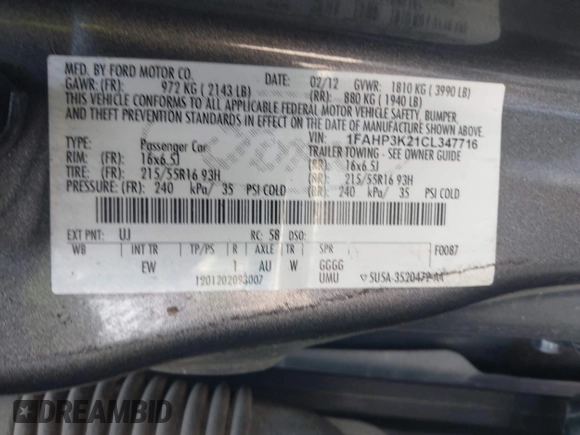 MFD. BY FORD MOTOR CO.
DATE: 02/12 GVWR: 1810 KG (3990 LB)
GAWR: (FR): 972 KG (2143 LB) (RR): 880 KG (1940 LB)
THIS VEHICLE CONFORMS TO ALL APPLICABLE FEDERAL MOTOR VEHICLE SAFETY, BUMPER,
AND THEFT PREVENTION STANDARDS IN EFFECT ON THE DATE OF MANUFACTURE SHOWN ABOVE.
VIN: 1FAHP3K21CL347716
TYPE: Passenger Car TRAILER TOWING - SEE OWNER GUIDE
RIM: (FR) 16x6.5J (RR): 16x6.5J
TIRE: (FR) 215/55R16 93H (RR): 215/55R16 93H
PRESSURE: (FR) 240 kPa/ 35 PSI COLD (RR): 240 kPa/ 35 PSI COLD
EXT PNT: UJ RC: 58 DSO: F0087
WB INT TR TP/PS R AXLE TR SPR
EW 1 AU W GGGG
1201202093007 UMU 5U5A-3520472-AA
DREAMBID